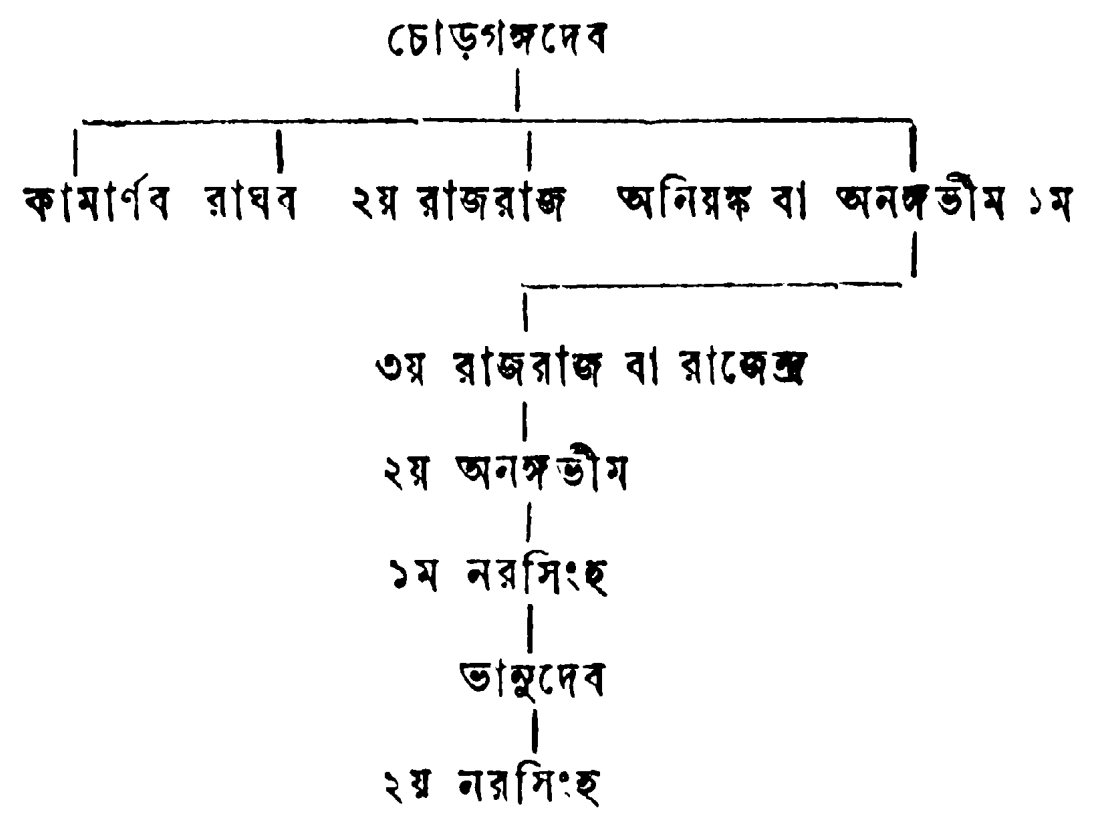 চোড়গঙ্গদেব
কামার্ণব রাঘব ২য় রাজরাজ অনিয়ঙ্ক বা অনঙ্গভীম ১ম
৩য় রাজরাজ বা রাজেন্দ্র
২য় অনঙ্গভীম
১ম নরসিংহ
ভানুদেব
২য় নরসিংহ